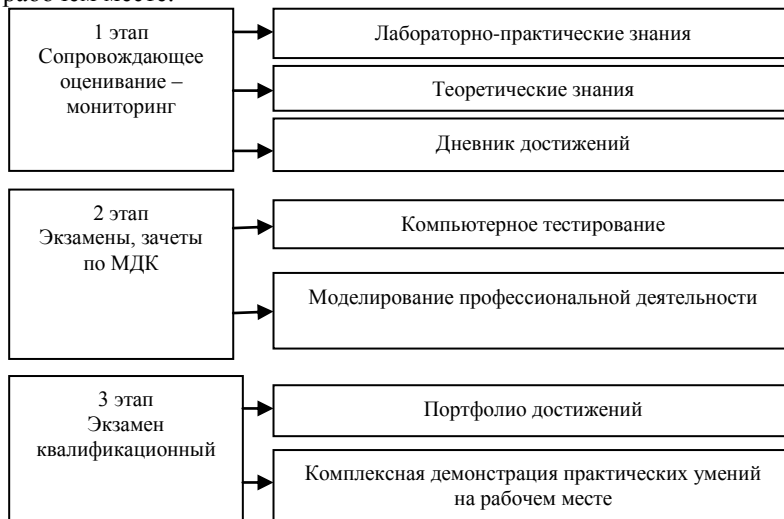 рабочем месте.
1 этап
Сопровождающее
оценивание –
мониторинг
Лабораторно-практические знания
Теоретические знания
Дневник достижений
2 этап
Экзамены, зачеты
по МДК
Компьютерное тестирование
Моделирование профессиональной деятельности
3 этап
Экзамен
квалификационный
Портфолио достижений
Комплексная демонстрация практических умений
на рабочем месте